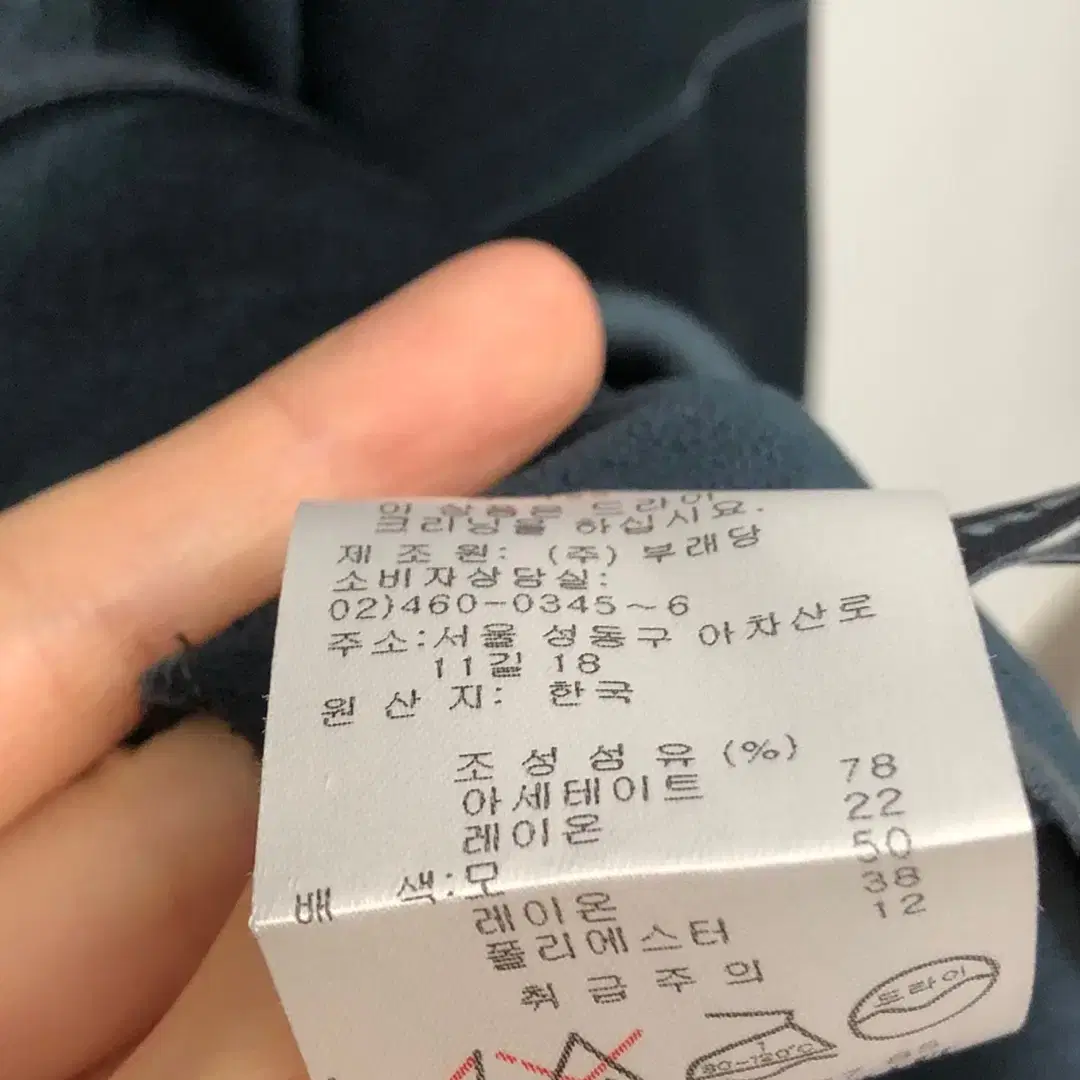 크리닝을 하십시요.
제 조 원: (주) 부래당
소비자상담실:
02)460-0345~6
주소:서울 성동구 아차산로
11길 18
원 산 지: 한국
조 성 섬 유 (%)
아세테이트 78
레이온 22
배 색:모 50
레이온 38
폴리에스터 12
취 급 주 의
드라이
80-120°C